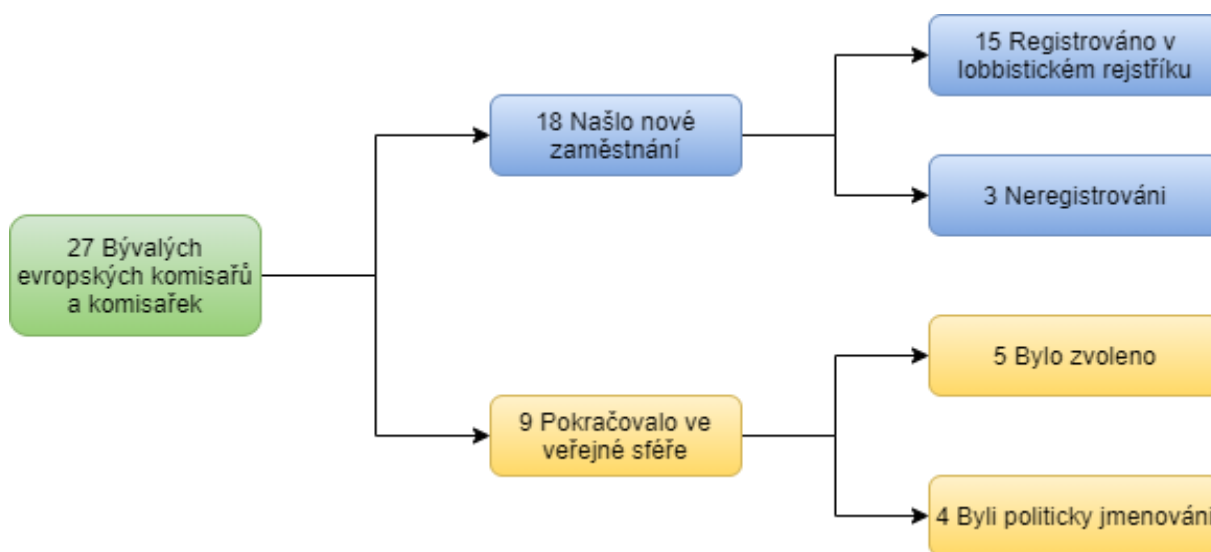 15 Registrováno v
lobbistickém rejstříku
18 Našlo nové
zaměstnání
3 Neregistrováni
27 Bývalých
evropských komisařů
a komisařek
5 Bylo zvoleno
9 Pokračovalo ve
veřejné sféře
4 Byli politicky jmenováni